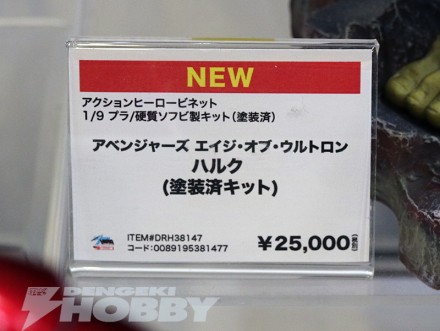 NEW
アクションヒーロービネット
1/9 プラ/硬質ソフビ製キット(塗装済)
アベンジャーズ エイジ・オブ・ウルトロン
ハルク
(塗装済キット)
ITEM#DRH38147
コード:0089195381477
¥25,000(税別)
DENGEKI
HOBBY